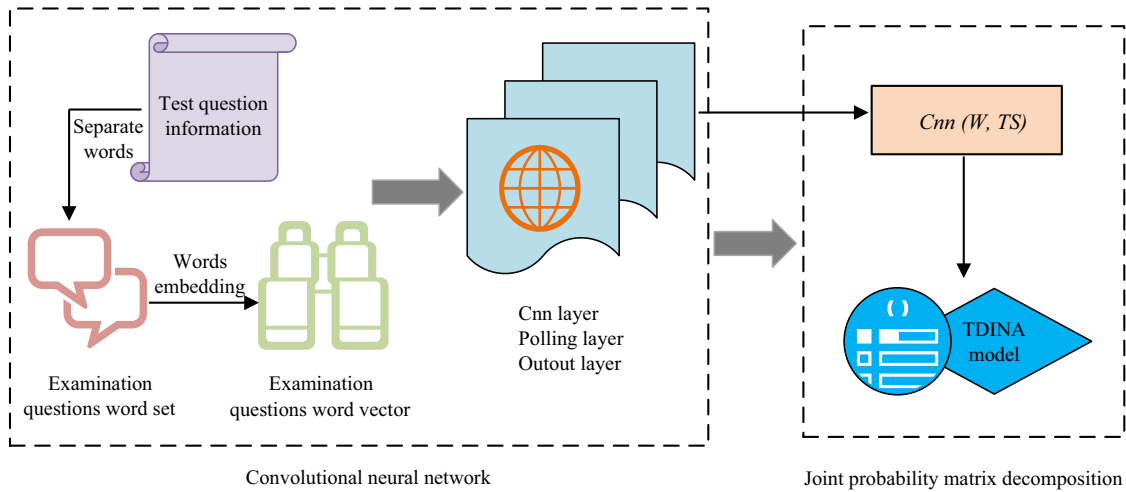 Test question
information
Separate
words
Words
embedding
Examination
questions word set
Examination
questions word vector
Cnn layer
Polling layer
Outout layer
Convolutional neural network
Cnn (W, TS)
( )
TDINA
model
Joint probability matrix decomposition